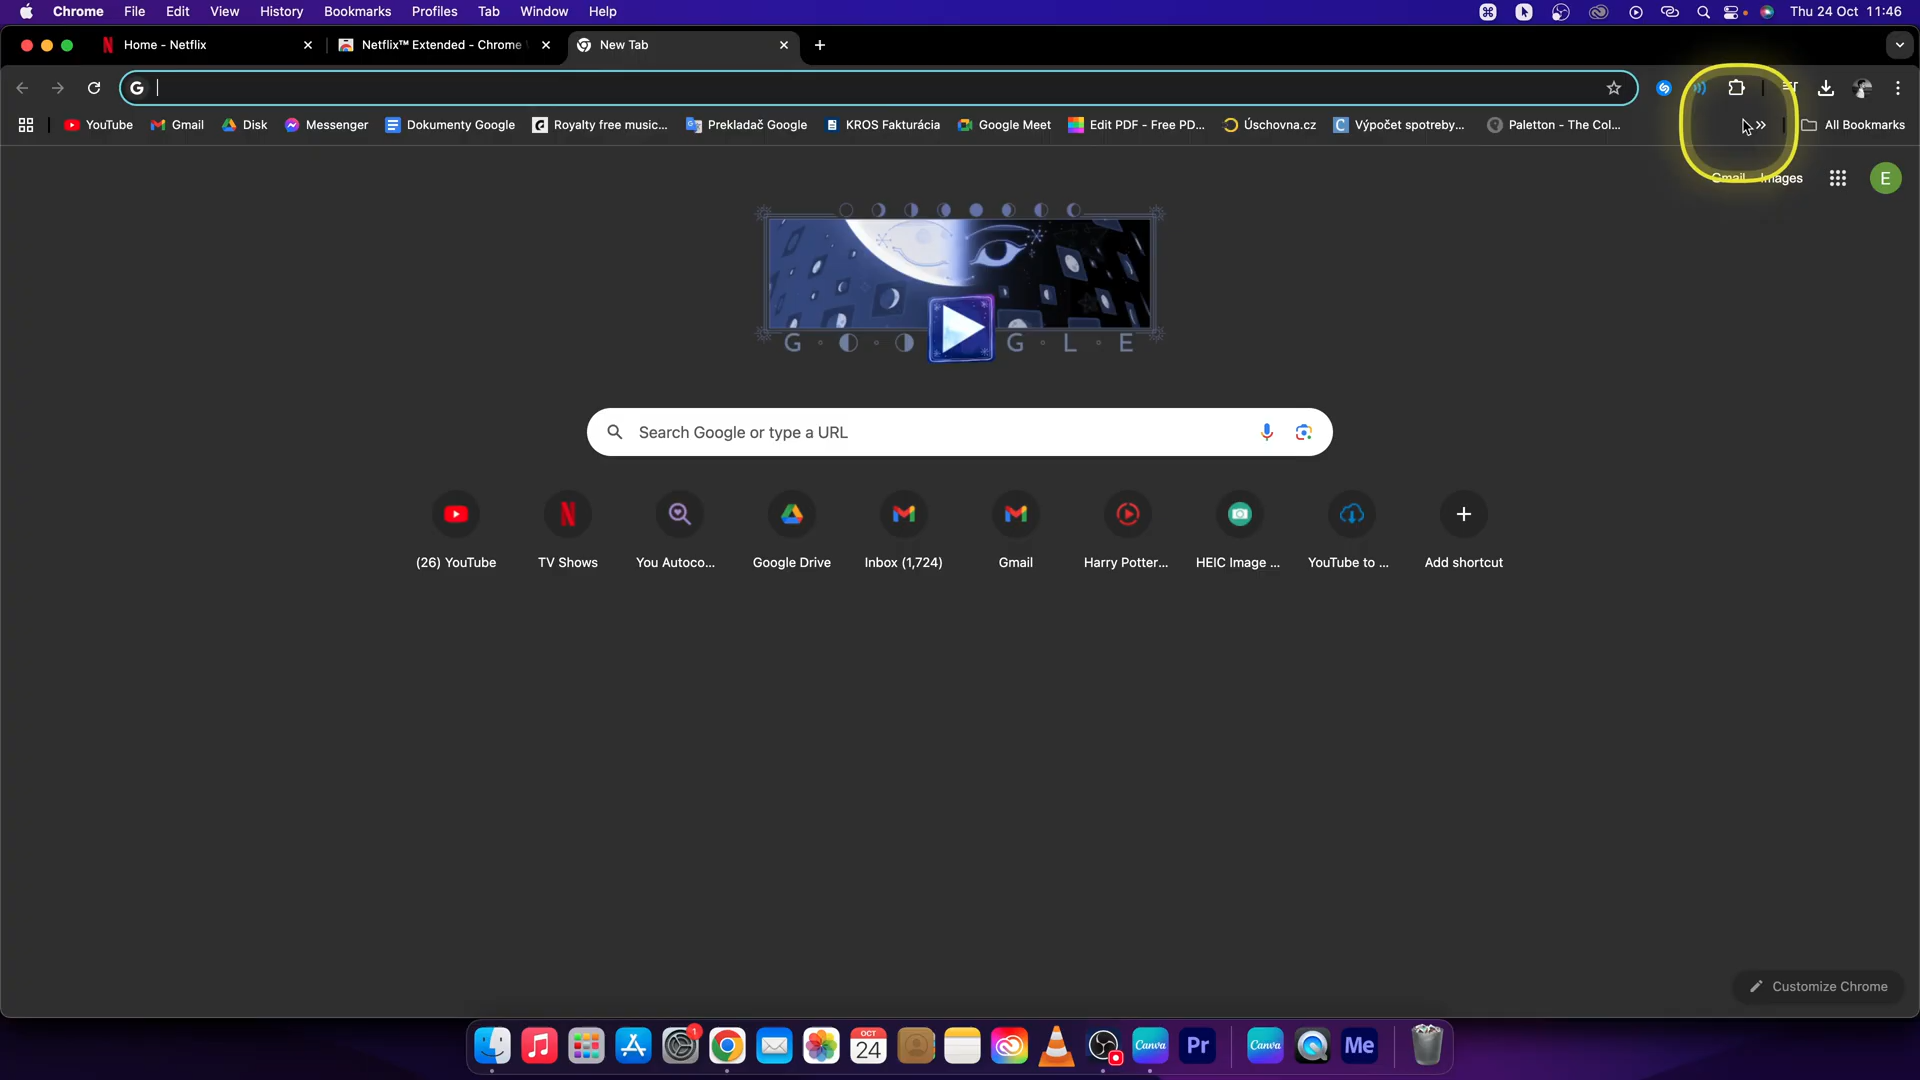 Chrome File Edit View History Bookmarks Profiles Tab Window Help Thu 24 Oct 11:46
Home - Netflix Netflix™ Extended - Chrome New Tab
YouTube Gmail Disk Messenger Dokumenty Google Royalty free music... Prekladač Google KROS Fakturácia Google Meet Edit PDF - Free PD... Úschovna.cz Výpočet spotreby... Paletton - The Col... All Bookmarks
Gmail Images
E
G O O G L E
Search Google or type a URL
(26) YouTube TV Shows You Autoco... Google Drive Inbox (1,724) Gmail Harry Potter... HEIC Image ... YouTube to ... Add shortcut
Customize Chrome
1 OCT 24 Canva Pr Canva Me